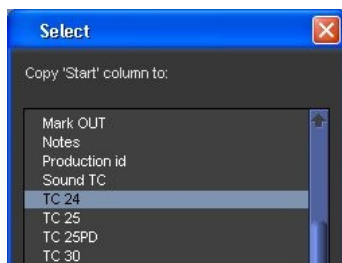 Select
Copy 'Start' column to:
Mark OUT
Notes
Production id
Sound TC
TC 24
TC 25
TC 25PD
TC 30